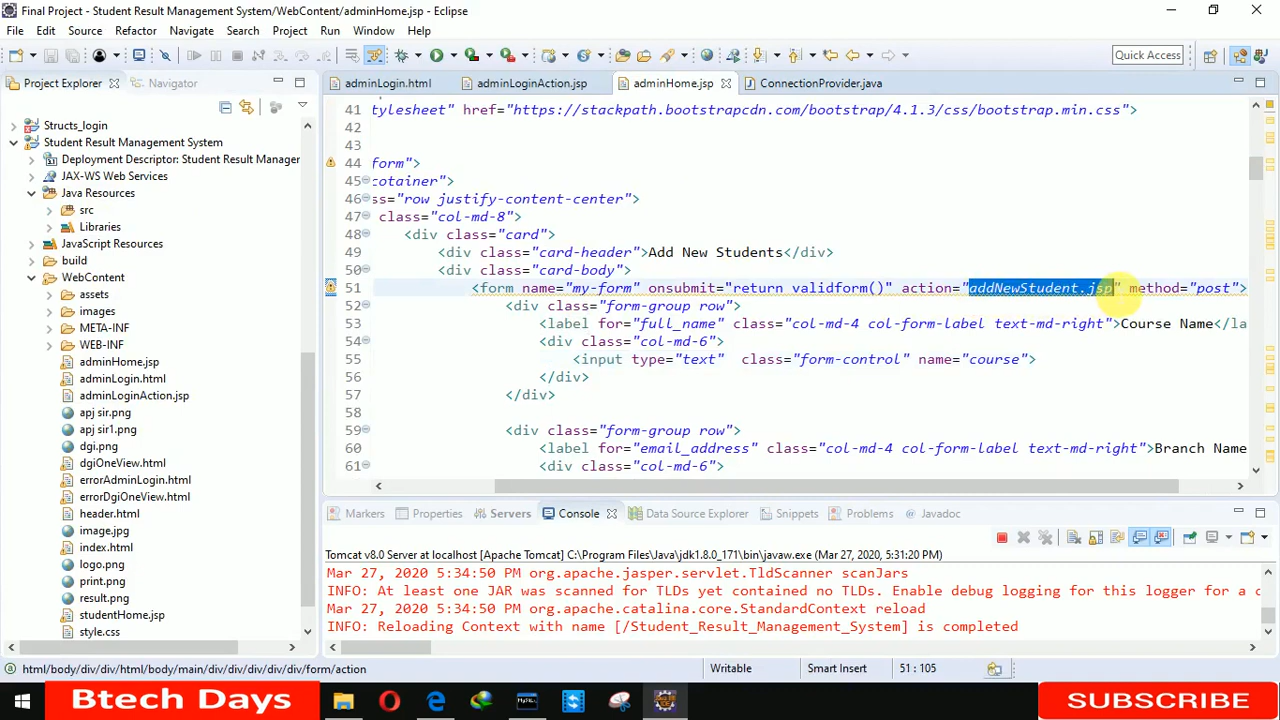 Final Project - Student Result Management System/WebContent/adminHome.jsp - Eclipse
File Edit Source Refactor Navigate Search Project Run Window Help
Quick Access
Project Explorer Navigator
adminLogin.html adminLoginAction.jsp adminHome.jsp ConnectionProvider.java
Structs_login
Student Result Management System
Deployment Descriptor: Student Result Manager
JAX-WS Web Services
Java Resources
src
Libraries
JavaScript Resources
build
WebContent
assets
images
META-INF
WEB-INF
adminHome.jsp
adminLogin.html
adminLoginAction.jsp
apj sir.png
apj sir1.png
dgi.png
dgiOneView.html
errorAdminLogin.html
errorDgiOneView.html
header.html
image.jpg
index.html
logo.png
print.png
result.png
studentHome.jsp
style.css
41 tylesheet" href="https://stackpath.bootstrapcdn.com/bootstrap/4.1.3/css/bootstrap.min.css">
42
43
44 form">
45 cotainer">
46 ss="row justify-content-center">
47 class="col-md-8">
48 <div class="card">
49 <div class="card-header">Add New Students</div>
50 <div class="card-body">
51 <form name="my-form" onsubmit="return validform()" action="addNewStudent.jsp" method="post">
52 <div class="form-group row">
53 <label for="full_name" class="col-md-4 col-form-label text-md-right">Course Name</la
54 <div class="col-md-6">
55 <input type="text" class="form-control" name="course">
56 </div>
57 </div>
58
59 <div class="form-group row">
60 <label for="email_address" class="col-md-4 col-form-label text-md-right">Branch Name
61 <div class="col-md-6">
Markers Properties Servers Console Data Source Explorer Snippets Problems Javadoc
Tomcat v8.0 Server at localhost [Apache Tomcat] C:\Program Files\Java\jdk1.8.0_171\bin\javaw.exe (Mar 27, 2020 5:31:20 PM)
Mar 27, 2020 5:34:50 PM org.apache.jasper.servlet.TldScanner scanJars
INFO: At least one JAR was scanned for TLDs yet contained no TLDs. Enable debug logging for this logger for a c
Mar 27, 2020 5:34:50 PM org.apache.catalina.core.StandardContext reload
INFO: Reloading Context with name [/Student_Result_Management_System] is completed
html/body/div/div/html/body/main/div/div/div/div/div/form/action
Writable Smart Insert 51 : 105
Btech Days
SUBSCRIBE